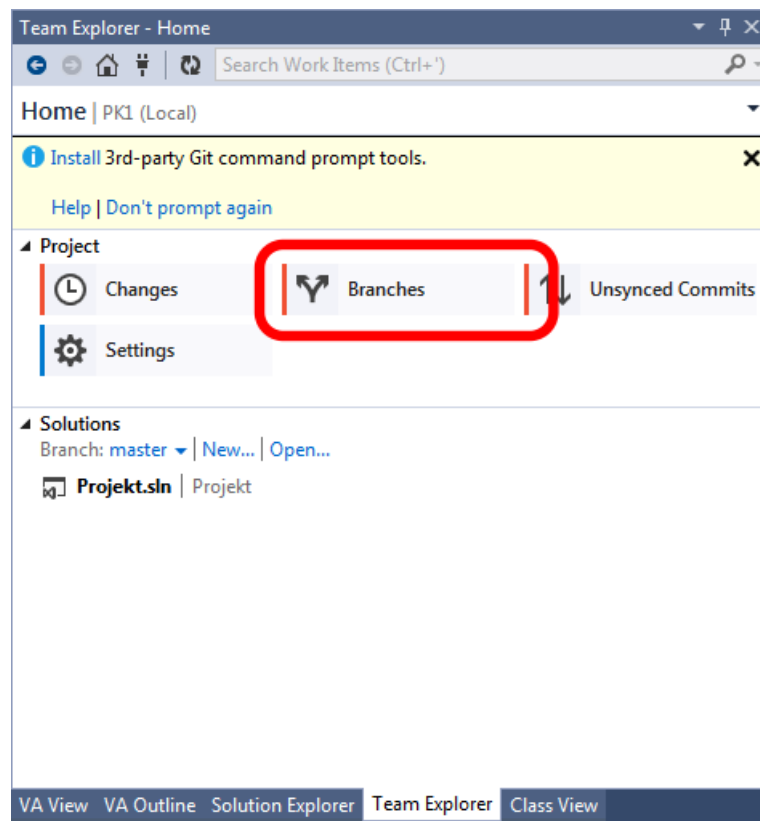 Team Explorer - Home
Search Work Items (Ctrl+')
Home | PK1 (Local)
Install 3rd-party Git command prompt tools.
Help | Don't prompt again
Project
Changes
Branches
Unsynced Commits
Settings
Solutions
Branch: master | New... | Open...
Projekt.sln | Projekt
VA View VA Outline Solution Explorer Team Explorer Class View